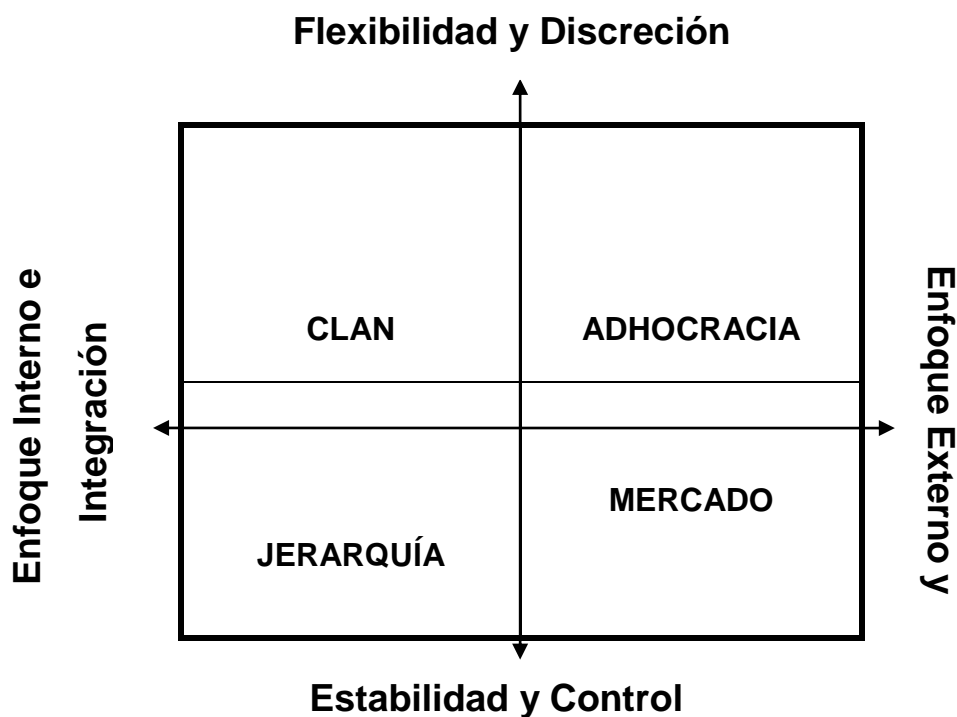 Flexibilidad y Discreción
Enfoque Interno e
Integración
CLAN
ADHOCRACIA
Enfoque Externo y
MERCADO
JERARQUÍA
Estabilidad y Control